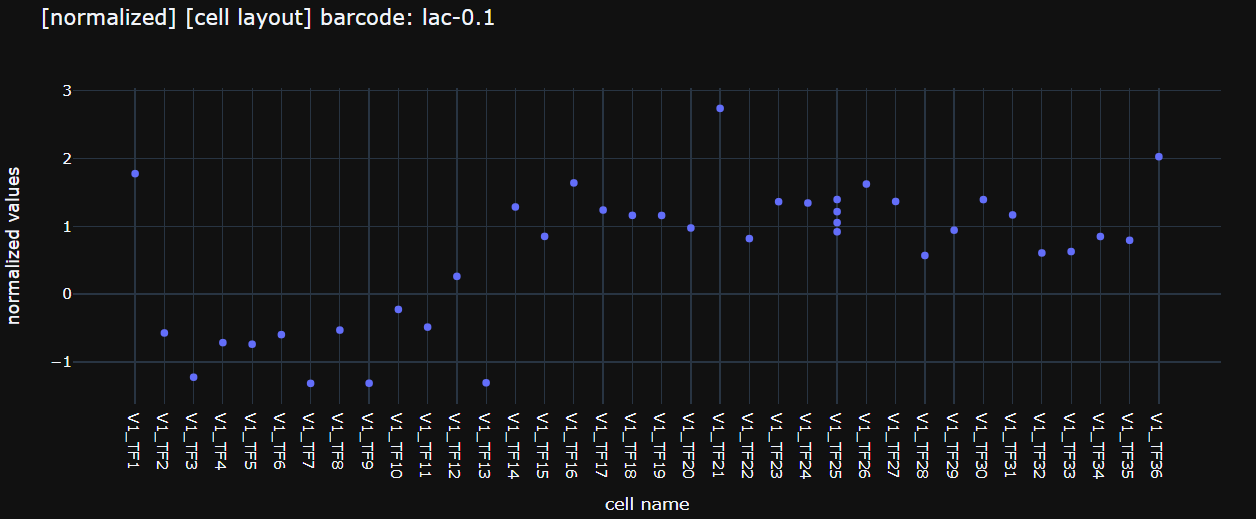 [normalized] [cell layout] barcode: lac-0.1
normalized values
3
2
1
0
−1
V1_TF1
V1_TF2
V1_TF3
V1_TF4
V1_TF5
V1_TF6
V1_TF7
V1_TF8
V1_TF9
V1_TF10
V1_TF11
V1_TF12
V1_TF13
V1_TF14
V1_TF15
V1_TF16
V1_TF17
V1_TF18
V1_TF19
V1_TF20
V1_TF21
V1_TF22
V1_TF23
V1_TF24
V1_TF25
V1_TF26
V1_TF27
V1_TF28
V1_TF29
V1_TF30
V1_TF31
V1_TF32
V1_TF33
V1_TF34
V1_TF35
V1_TF36
cell name